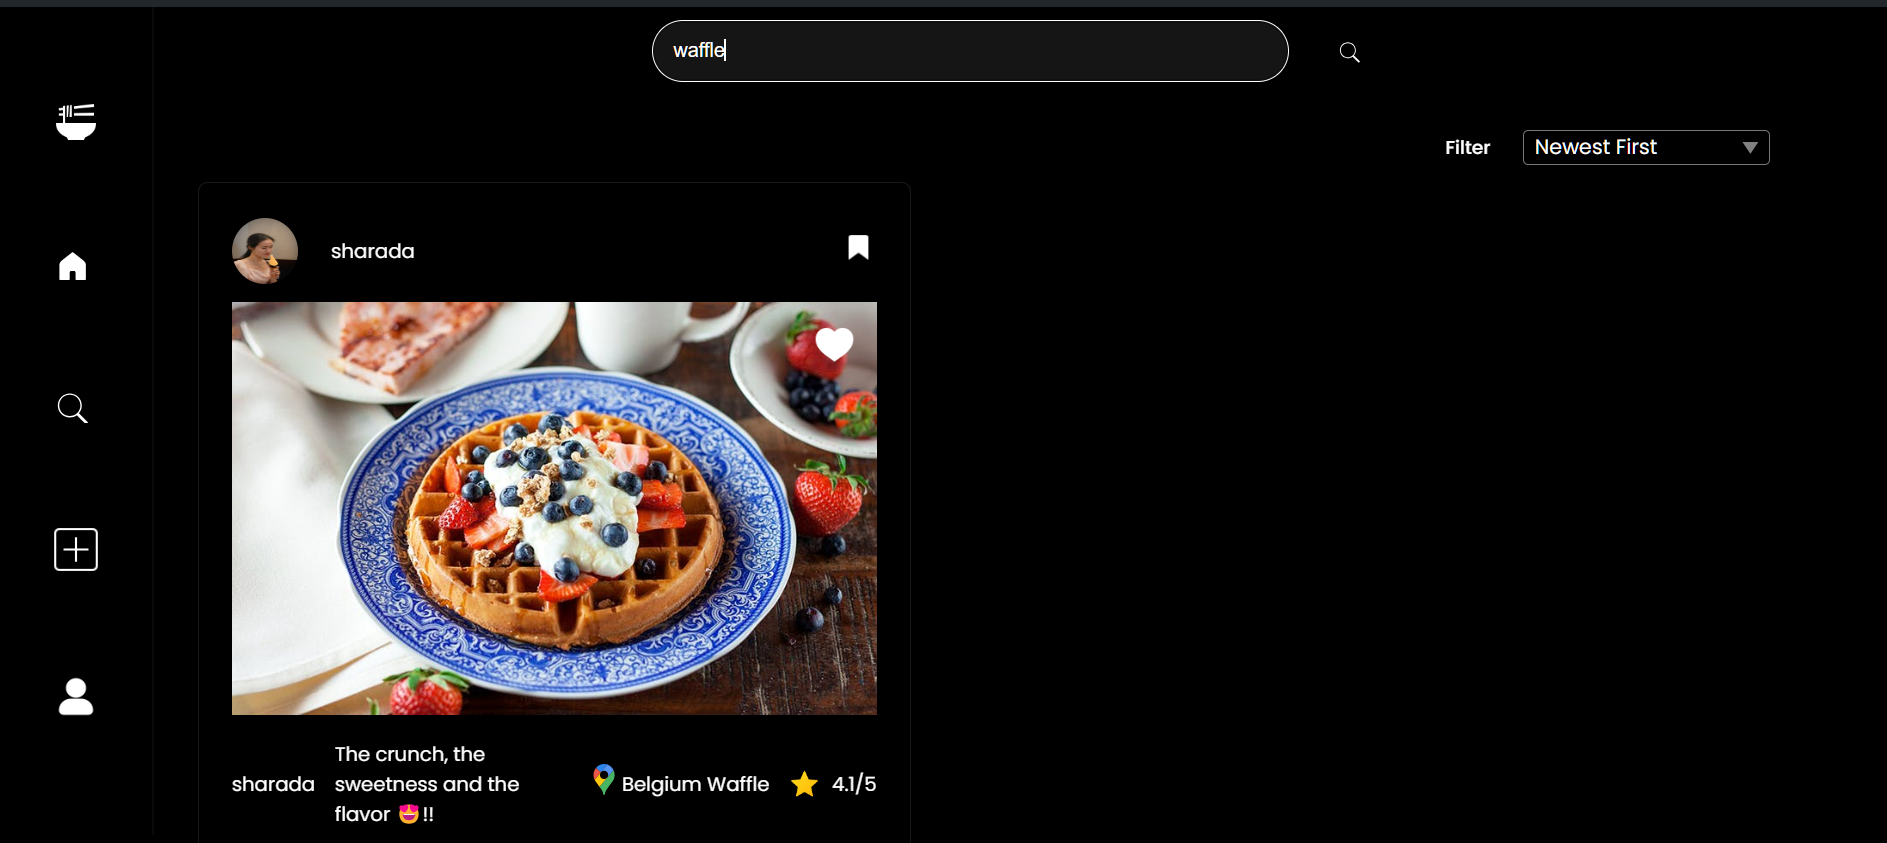 waffle
Filter
Newest First
sharada
sharada
The crunch, the
sweetness and the
flavor 🤩!!
Belgium Waffle
4.1/5